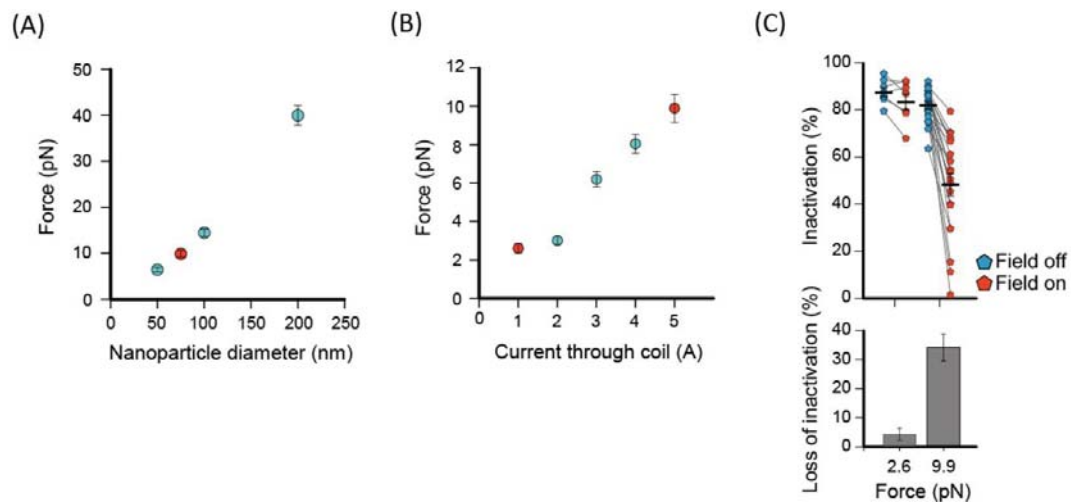 (A)
Force (pN)
50
40
30
20
10
0
0 50 100 150 200 250
Nanoparticle diameter (nm)
(B)
Force (pN)
12
10
8
6
4
2
0
0 1 2 3 4 5
Current through coil (A)
(C)
Inactivation (%)
100
80
60
40
20
0
Field off
Field on
Loss of inactivation (%)
40
30
20
10
0
2.6 9.9
Force (pN)